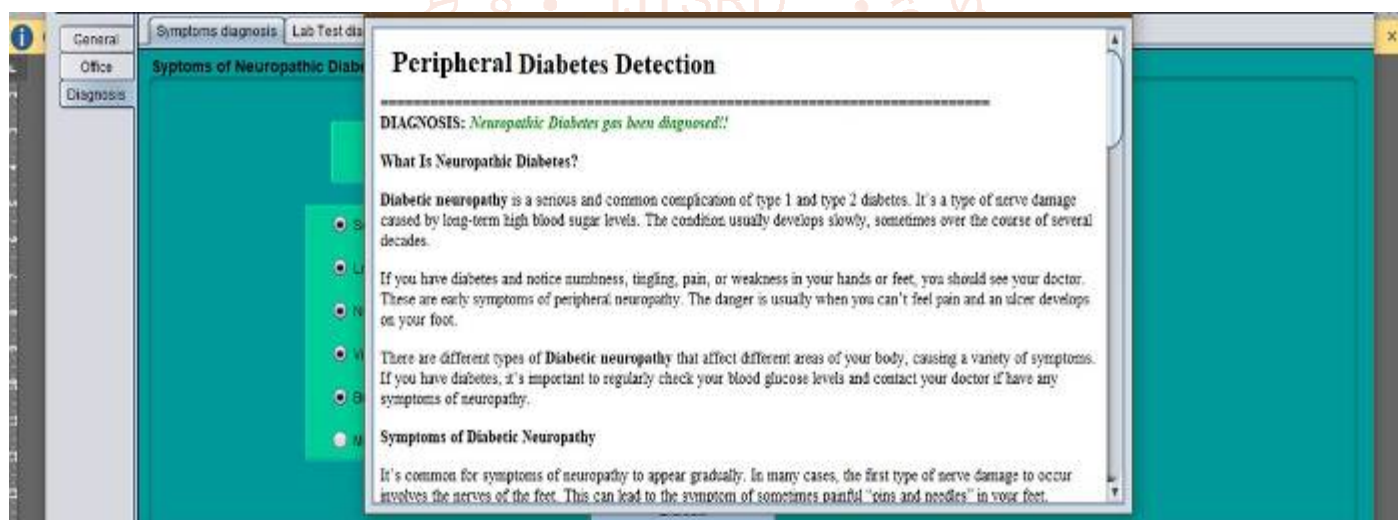 General
Office
Diagnosis
Symptoms diagnosis
Lab Test dia
Syptoms of Neuropathic Diabe
Peripheral Diabetes Detection
DIAGNOSIS: Neuropathic Diabetes gas been diagnosed!!
What Is Neuropathic Diabetes?
Diabetic neuropathy is a serious and common complication of type 1 and type 2 diabetes. It's a type of nerve damage
caused by long-term high blood sugar levels. The condition usually develops slowly, sometimes over the course of several
decades.
If you have diabetes and notice numbness, tingling, pain, or weakness in your hands or feet, you should see your doctor.
These are early symptoms of peripheral neuropathy. The danger is usually when you can't feel pain and an ulcer develops
on your foot.
There are different types of Diabetic neuropathy that affect different areas of your body, causing a variety of symptoms.
If you have diabetes, it's important to regularly check your blood glucose levels and contact your doctor if have any
symptoms of neuropathy.
Symptoms of Diabetic Neuropathy
It's common for symptoms of neuropathy to appear gradually. In many cases, the first type of nerve damage to occur
involves the nerves of the feet. This can lead to the symptom of sometimes painful "pins and needles" in your feet.